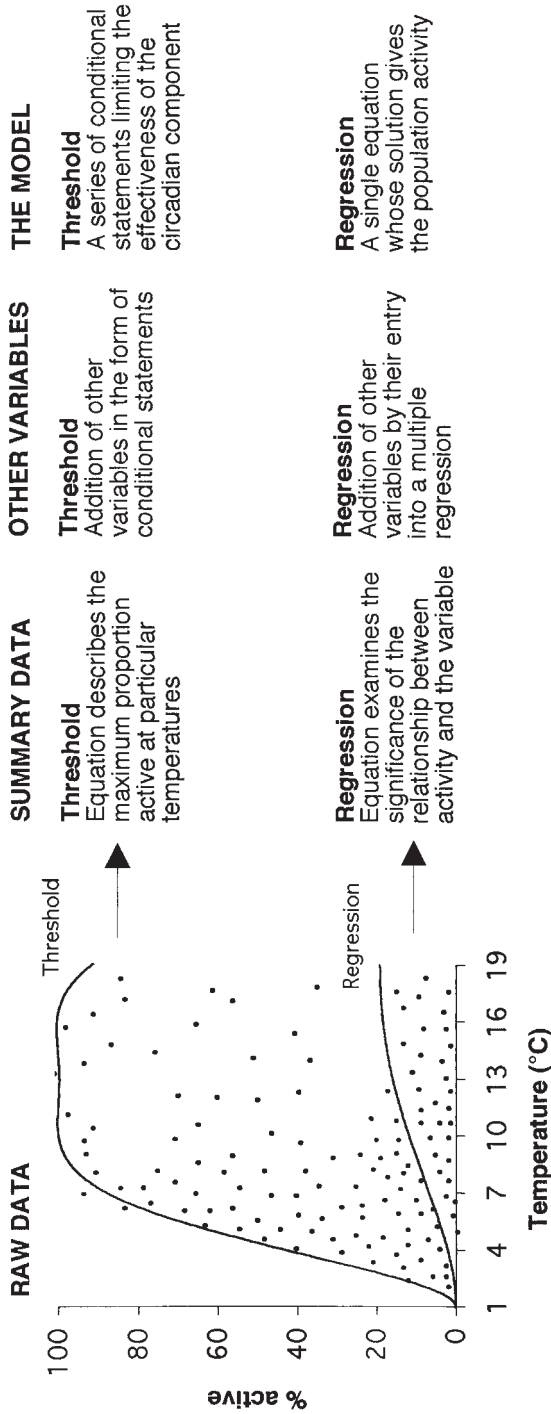 RAW DATA
SUMMARY DATA
OTHER VARIABLES
THE MODEL
% active
100
80
60
40
20
0
1
4
7
10
13
16
19
Temperature (°C)
Threshold
Regression
Threshold
Equation describes the
maximum proportion
active at particular
temperatures
Threshold
Addition of other
variables in the form of
conditional statements
Threshold
A series of conditional
statements limiting the
effectiveness of the
circadian component
Regression
Equation examines the
significance of the
relationship between
activity and the variable
Regression
Addition of other
variables by their entry
into a multiple
regression
Regression
A single equation
whose solution gives
the population activity